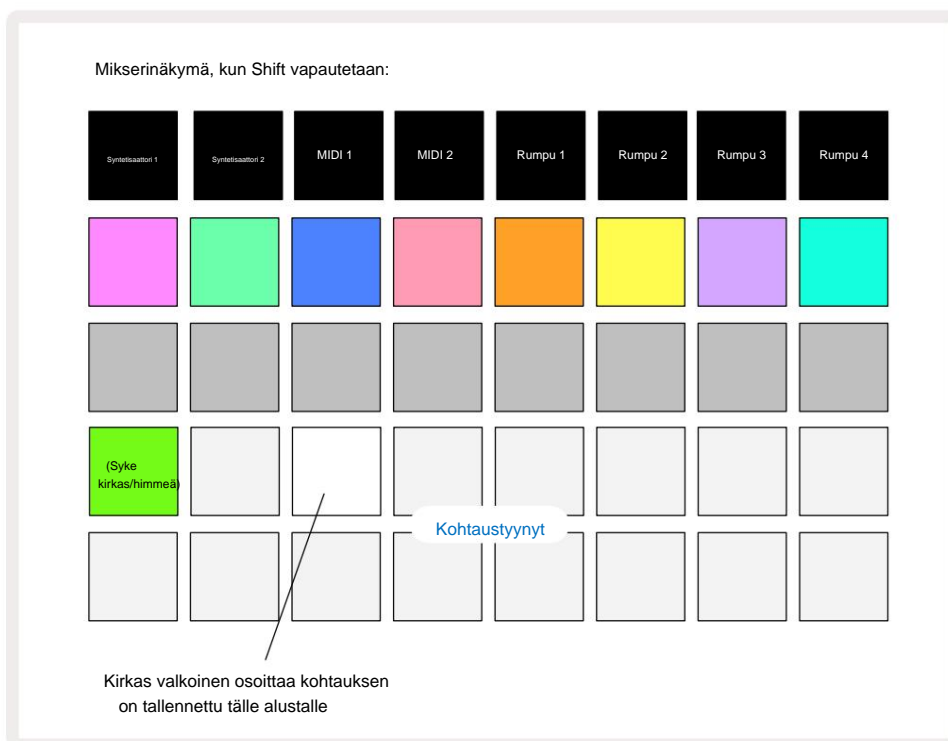 Mikserinäkymä, kun Shift vapautetaan:
Syntetisaattori 1 Syntetisaattori 2 MIDI 1 MIDI 2 Rumpu 1 Rumpu 2 Rumpu 3 Rumpu 4
(Syke
kirkas/himmeä)
Kohtaustyynyt
Kirkas valkoinen osoittaa kohtauksen
on tallennettu tälle alustalle